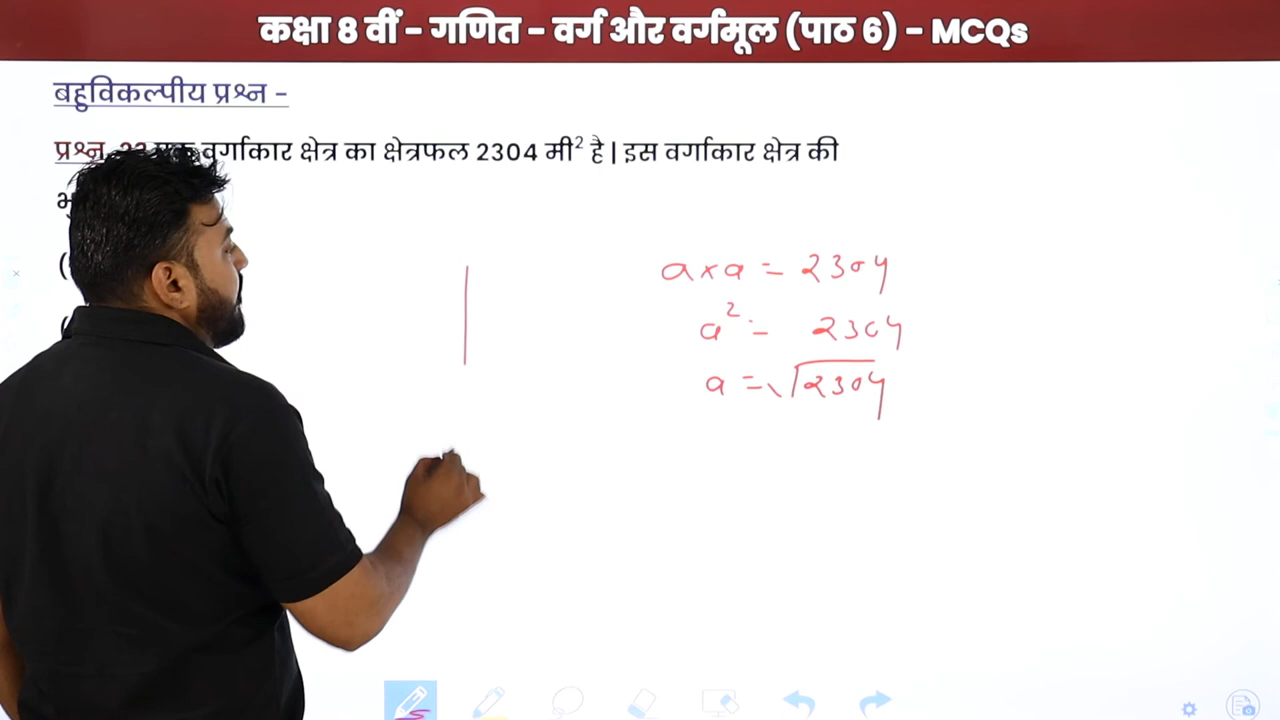 कक्षा 8 वीं - गणित - वर्ग और वर्गमूल (पाठ 6) - MCQs
बहुविकल्पीय प्रश्न -
प्रश्न वर्गाकार क्षेत्र का क्षेत्रफल 2304 मी² है | इस वर्गाकार क्षेत्र की
a × a = 2304
a² = 2304
a = √2304